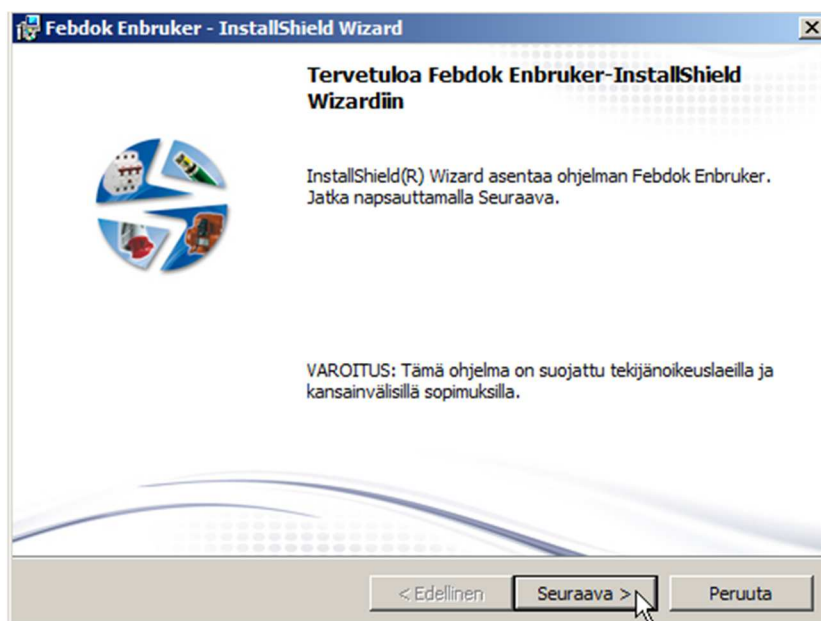 Febdok Enbruker - InstallShield Wizard
Tervetuloa Febdok Enbruker-InstallShield
Wizardiin
InstallShield(R) Wizard asentaa ohjelman Febdok Enbruker.
Jatka napsauttamalla Seuraava.
VAROITUS: Tämä ohjelma on suojattu tekijänoikeuslaeilla ja
kansainvälisillä sopimuksilla.
< Edellinen Seuraava > Peruuta